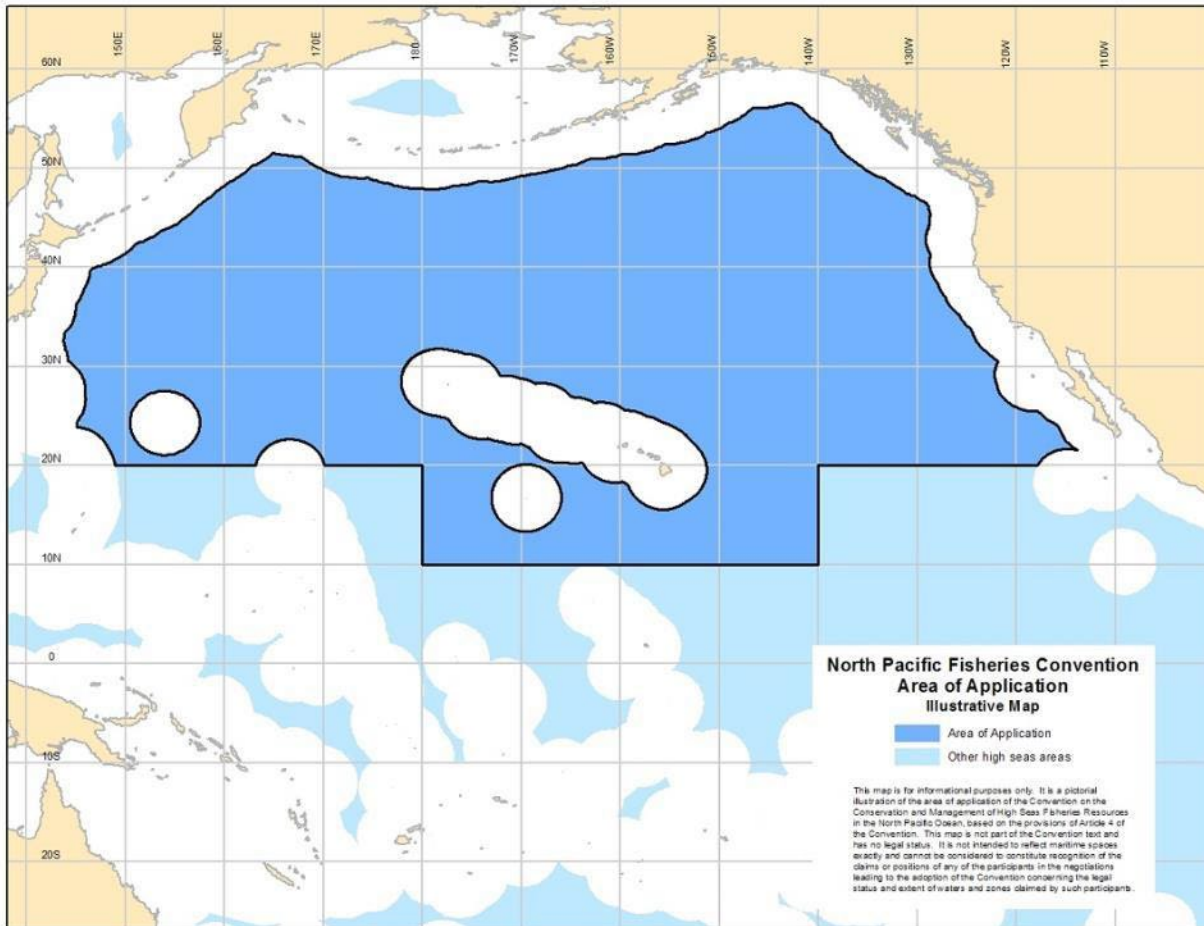 150E
160E
170E
180
170W
160W
150W
140W
130W
120W
110W
60N
50N
40N
30N
20N
10N
0
10S
20S
North Pacific Fisheries Convention
Area of Application
Illustrative Map
Area of Application
Other high seas areas
This map is for informational purposes only. It is a pictorial
illustration of the area of application of the Convention on the
Conservation and Management of High Seas Fisheries Resources
in the North Pacific Ocean, based on the provisions of Article 4 of
the Convention. This map is not part of the Convention text and
has no legal status. It is not intended to reflect maritime spaces
exactly and cannot be considered to constitute recognition of the
claims or positions of any of the participants in the negotiations
leading to the adoption of the Convention concerning the legal
status and extent of waters and zones claimed by such participants.